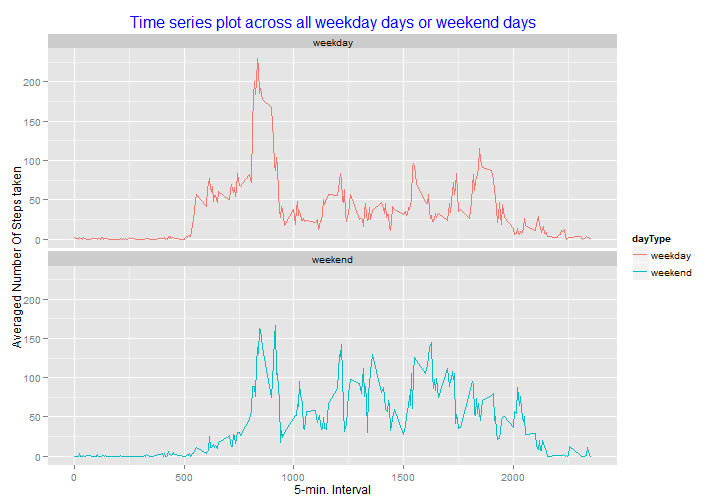 Time series plot across all weekday days or weekend days
weekday
200
150
100
50
0
weekend
200
150
100
50
0
Averaged Number Of Steps taken
0 500 1000 1500 2000
5-min. Interval
dayType
weekday
weekend